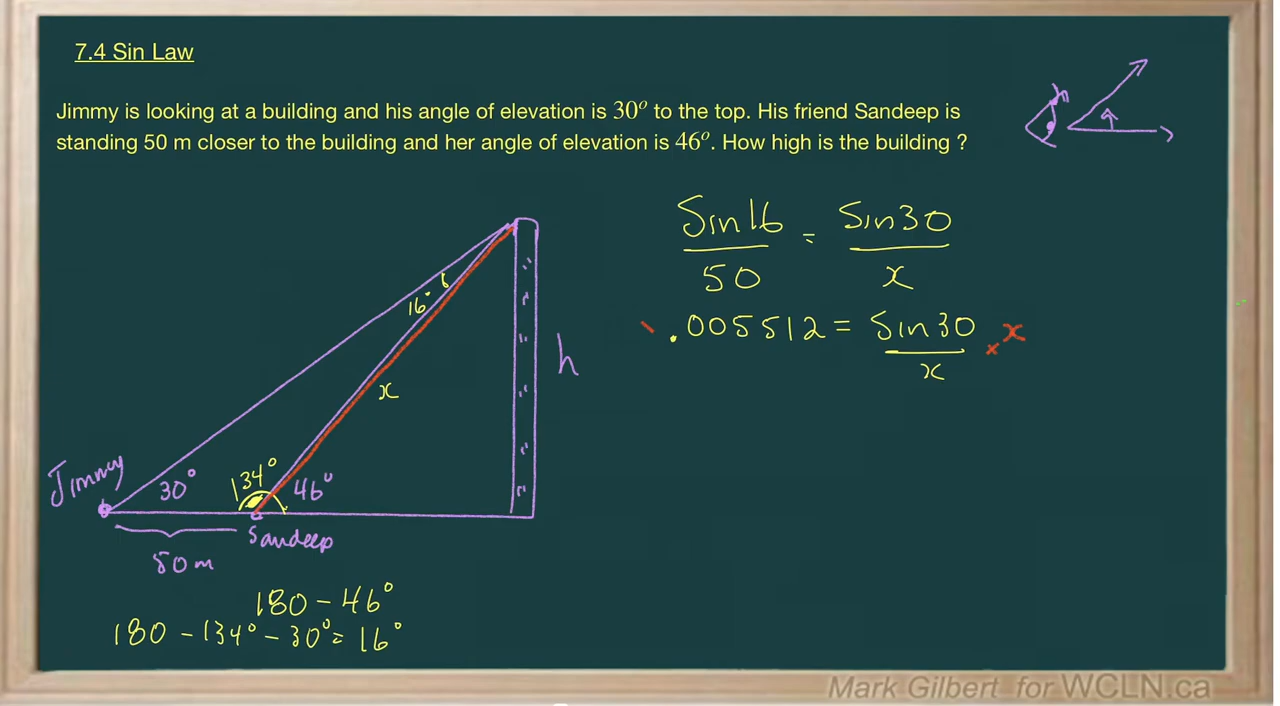 7.4 Sin Law
Jimmy is looking at a building and his angle of elevation is 30° to the top. His friend Sandeep is
standing 50 m closer to the building and her angle of elevation is 46°. How high is the building ?
Sin16 = Sin30
50 x
.005512 = Sin30 × x
x
16°
h
x
Jimmy
30°
134°
46°
Sandeep
50m
180 - 46°
180 - 134° - 30° = 16°
Mark Gilbert for WCLN.ca